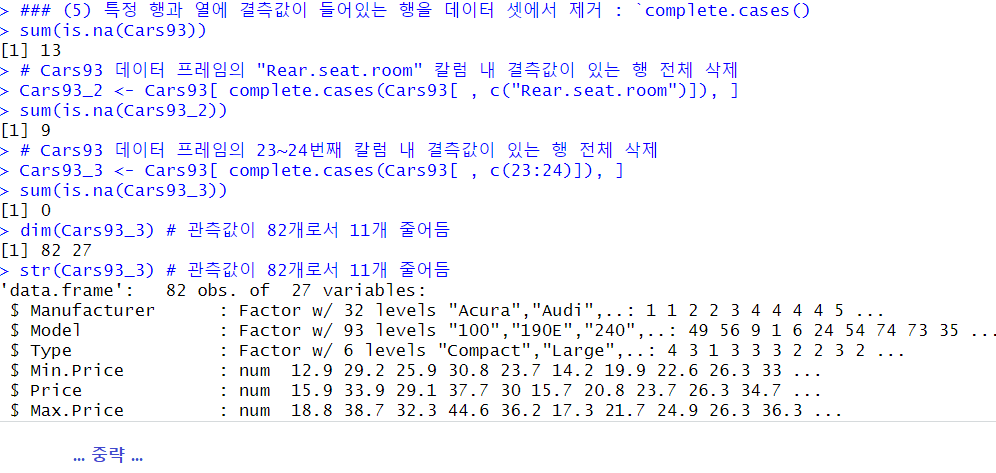 > ### (5) 특정 행과 열에 결측값이 들어있는 행을 데이터 셋에서 제거 : `complete.cases()
> sum(is.na(Cars93))
[1] 13
> # Cars93 데이터 프레임의 "Rear.seat.room" 칼럼 내 결측값이 있는 행 전체 삭제
> Cars93_2 <- Cars93[ complete.cases(Cars93[ , c("Rear.seat.room")]), ]
> sum(is.na(Cars93_2))
[1] 9
> # Cars93 데이터 프레임의 23~24번째 칼럼 내 결측값이 있는 행 전체 삭제
> Cars93_3 <- Cars93[ complete.cases(Cars93[ , c(23:24)]), ]
> sum(is.na(Cars93_3))
[1] 0
> dim(Cars93_3) # 관측값이 82개로서 11개 줄어듬
[1] 82 27
> str(Cars93_3) # 관측값이 82개로서 11개 줄어듬
'data.frame':   82 obs. of  27 variables:
 $ Manufacturer      : Factor w/ 32 levels "Acura","Audi",..: 1 1 2 2 3 4 4 4 4 5 ...
 $ Model             : Factor w/ 93 levels "100","190E","240",..: 49 56 9 1 6 24 54 74 73 35 ...
 $ Type              : Factor w/ 6 levels "Compact","Large",..: 4 3 1 3 3 3 2 2 3 2 ...
 $ Min.Price         : num  12.9 29.2 25.9 30.8 23.7 14.2 19.9 22.6 26.3 33 ...
 $ Price             : num  15.9 33.9 29.1 37.7 30 15.7 20.8 23.7 26.3 34.7 ...
 $ Max.Price         : num  18.8 38.7 32.3 44.6 36.2 17.3 21.7 24.9 26.3 36.3 ...
... 중략 ...